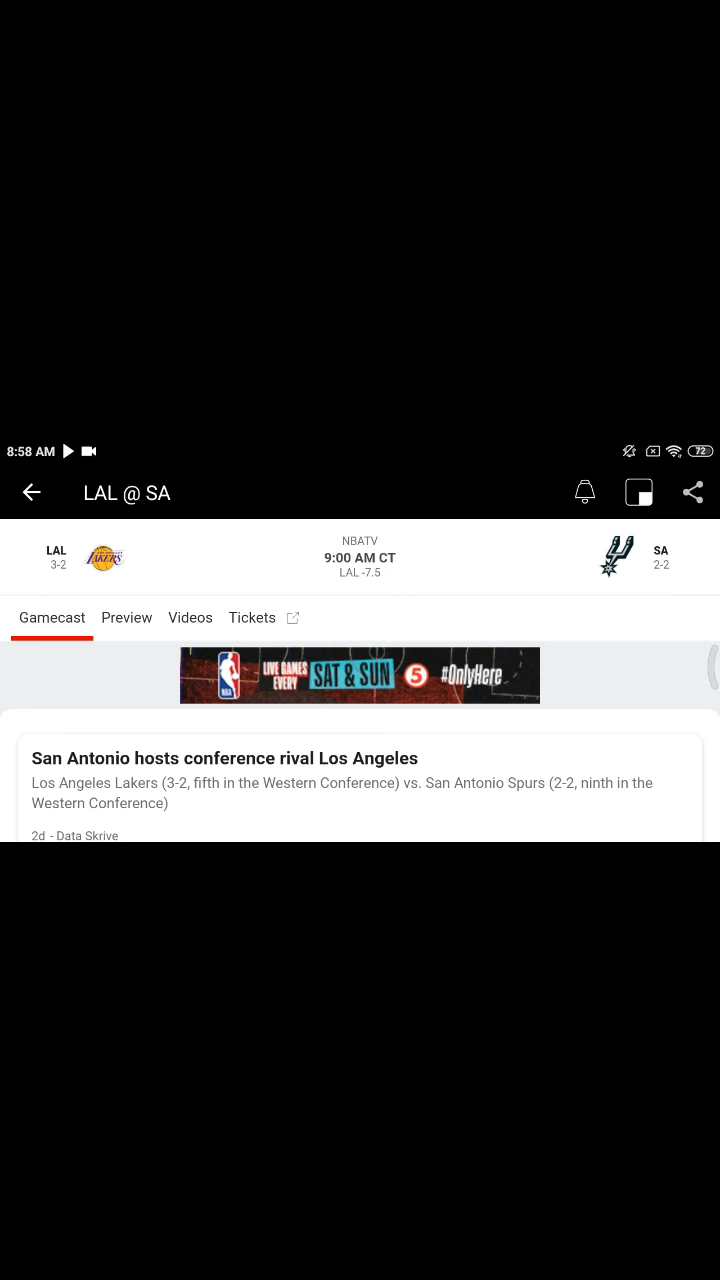 8:58 AM 72
LAL @ SA
LAL
3-2
LAKERS
NBATV
9:00 AM CT
LAL -7.5
SA
2-2
Gamecast Preview Videos Tickets
NBA
LIVE GAMES
EVERY
SAT & SUN
5
#OnlyHere
San Antonio hosts conference rival Los Angeles
Los Angeles Lakers (3-2, fifth in the Western Conference) vs. San Antonio Spurs (2-2, ninth in the
Western Conference)
2d - Data Skrive